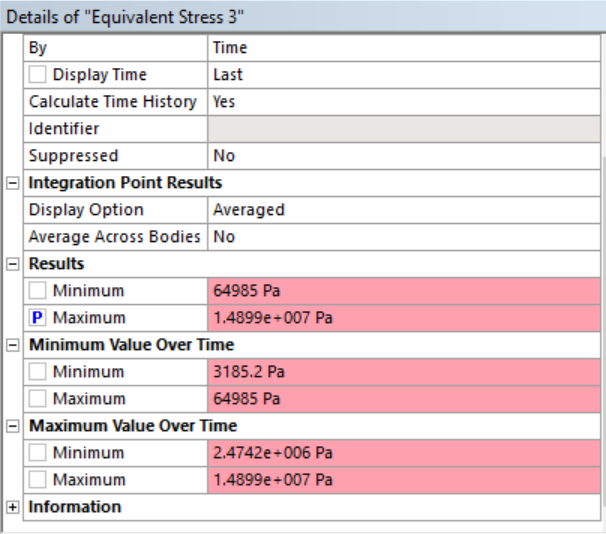 Details of "Equivalent Stress 3"
By Time
Display Time Last
Calculate Time History Yes
Identifier
Suppressed No
Integration Point Results
Display Option Averaged
Average Across Bodies No
Results
Minimum 64985 Pa
P Maximum 1.4899e+007 Pa
Minimum Value Over Time
Minimum 3185.2 Pa
Maximum 64985 Pa
Maximum Value Over Time
Minimum 2.4742e+006 Pa
Maximum 1.4899e+007 Pa
Information